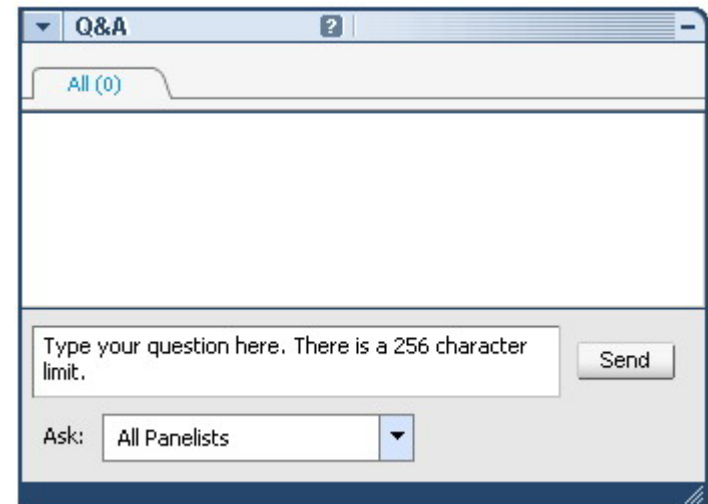 Q&A ?
All (0)
Type your question here. There is a 256 character
limit.
Send
Ask: All Panelists